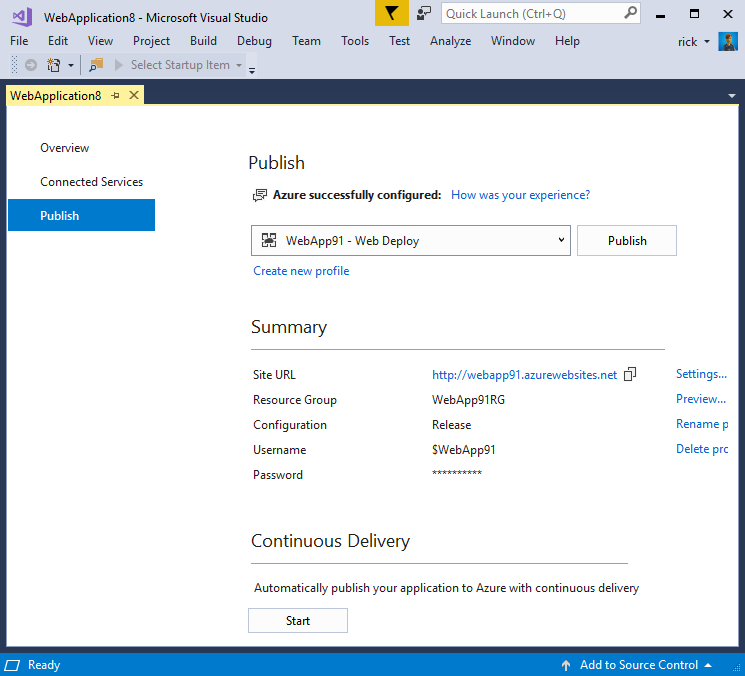 WebApplication8 - Microsoft Visual Studio
Quick Launch (Ctrl+Q)
File Edit View Project Build Debug Team Tools Test Analyze Window Help rick
Select Startup Item
WebApplication8
Overview
Connected Services
Publish
Publish
Azure successfully configured: How was your experience?
WebApp91 - Web Deploy Publish
Create new profile
Summary
Site URL http://webapp91.azurewebsites.net Settings...
Resource Group WebApp91RG Preview...
Configuration Release Rename p
Username $WebApp91 Delete pro
Password **********
Continuous Delivery
Automatically publish your application to Azure with continuous delivery
Start
Ready Add to Source Control